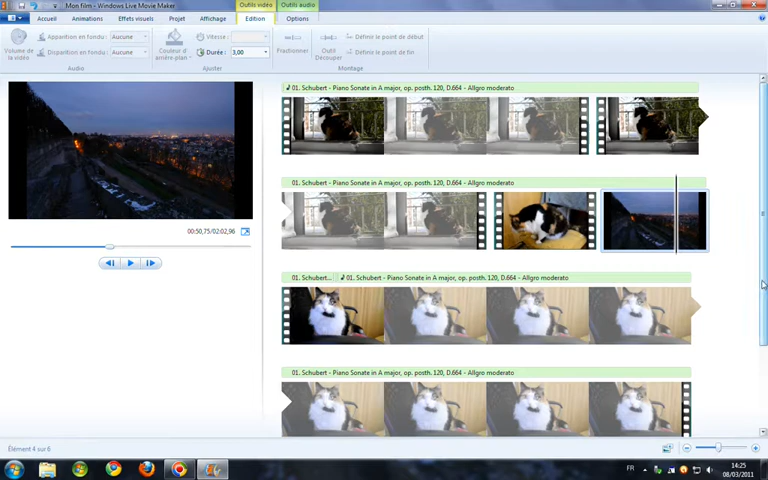 Mon film - Windows Live Movie Maker
Outils vidéo
Outils audio
Accueil
Animations
Effets visuels
Projet
Affichage
Edition
Options
Volume de la vidéo
Apparition en fondu :
Aucune
Disparition en fondu :
Aucune
Audio
Couleur d'arrière-plan
Vitesse :
Durée :
3,00
Ajuster
Fractionner
Outil Découper
Définir le point de début
Définir le point de fin
Montage
00:50,75/02:02,96
01. Schubert - Piano Sonate in A major, op. posth. 120, D.664 - Allgro moderato
01. Schubert - Piano Sonate in A major, op. posth. 120, D.664 - Allgro moderato
01. Schubert...
01. Schubert - Piano Sonate in A major, op. posth. 120, D.664 - Allgro moderato
01. Schubert - Piano Sonate in A major, op. posth. 120, D.664 - Allgro moderato
Élément 4 sur 6
FR
14:25
08/03/2011